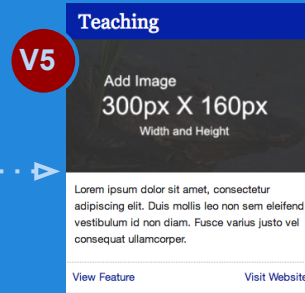 Teaching
V5
Add Image
300px X 160px
Width and Height
Lorem ipsum dolor sit amet, consectetur
adipiscing elit. Duis mollis leo non sem eleifend
vestibulum id non diam. Fusce varius justo vel
consequat ullamcorper.
View Feature Visit Website